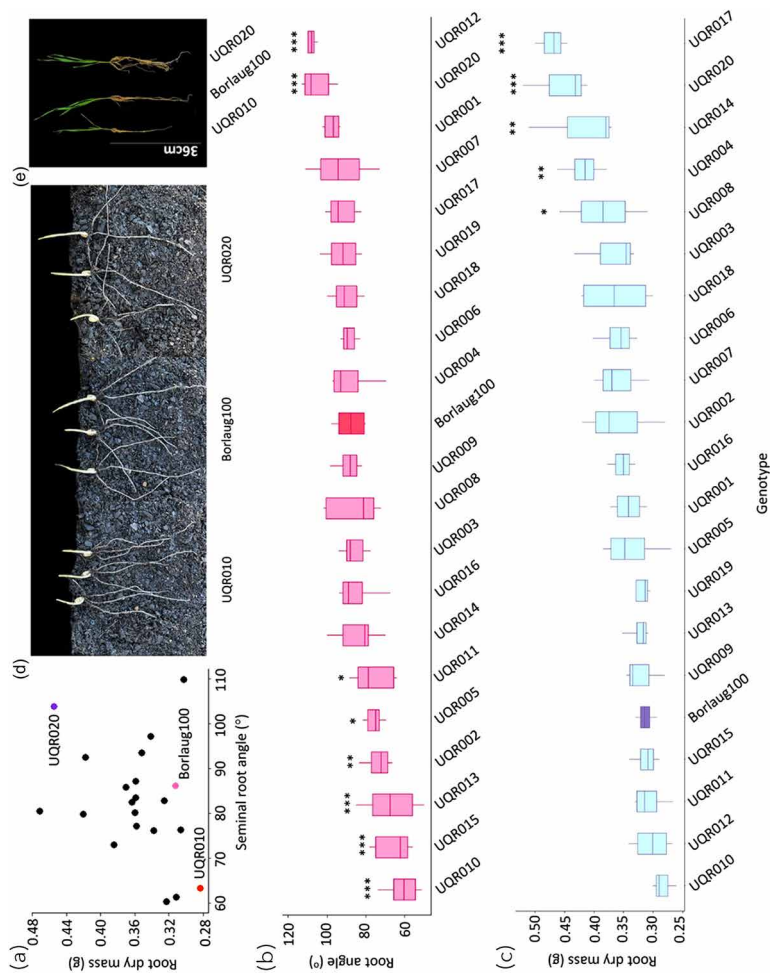 (a)
Root dry mass (g)
0.48
0.44
0.40
0.36
0.32
0.28
UQR020
Borlaug100
UQR010
60 70 80 90 100 110
Seminal root angle (°)
(d)
UQR010 Borlaug100 UQR020
(e)
36cm
UQR010 Borlaug100 UQR020
(b)
Root angle (°)
120
100
80
60
*** *** *** ** * * *** ***
UQR010 UQR015 UQR013 UQR002 UQR005 UQR011 UQR014 UQR016 UQR003 UQR008 UQR009 Borlaug100 UQR004 UQR006 UQR018 UQR019 UQR017 UQR007 UQR001 UQR020 UQR012
(c)
Root dry mass (g)
0.50
0.45
0.40
0.35
0.30
0.25
* ** ** *** ***
UQR010 UQR012 UQR011 UQR015 Borlaug100 UQR009 UQR013 UQR019 UQR005 UQR001 UQR016 UQR002 UQR007 UQR006 UQR018 UQR003 UQR008 UQR004 UQR014 UQR020 UQR017
Genotype